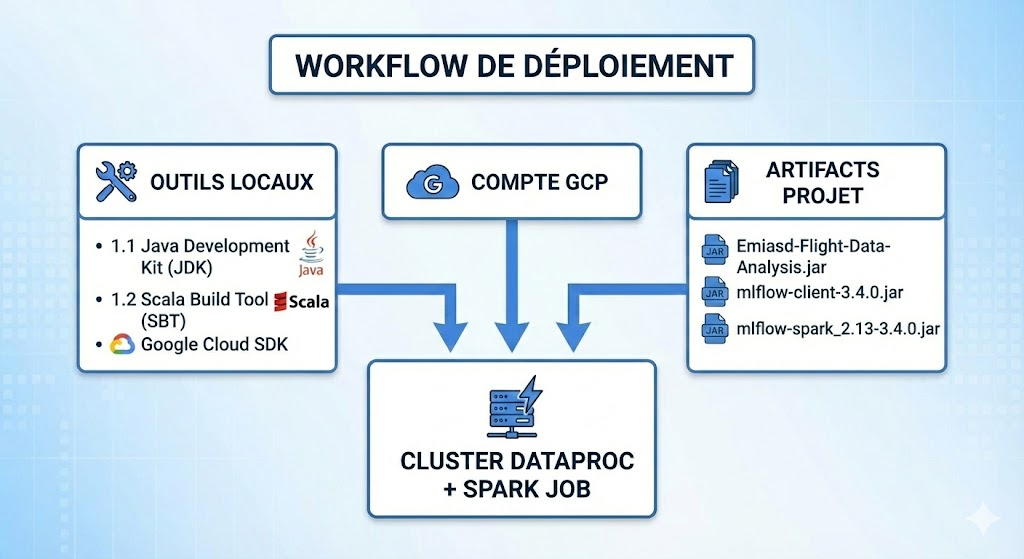 WORKFLOW DE DÉPLOIEMENT
OUTILS LOCAUX
• 1.1 Java Development
Kit (JDK)
Java
• 1.2 Scala Build Tool
(SBT)
Scala
• Google Cloud SDK
G
COMPTE GCP
ARTIFACTS
PROJET
JAR
Emiasd-Flight-Data-
Analysis.jar
JAR
mlflow-client-3.4.0.jar
JAR
mlflow-spark_2.13-3.4.0.jar
CLUSTER DATAPROC
+ SPARK JOB